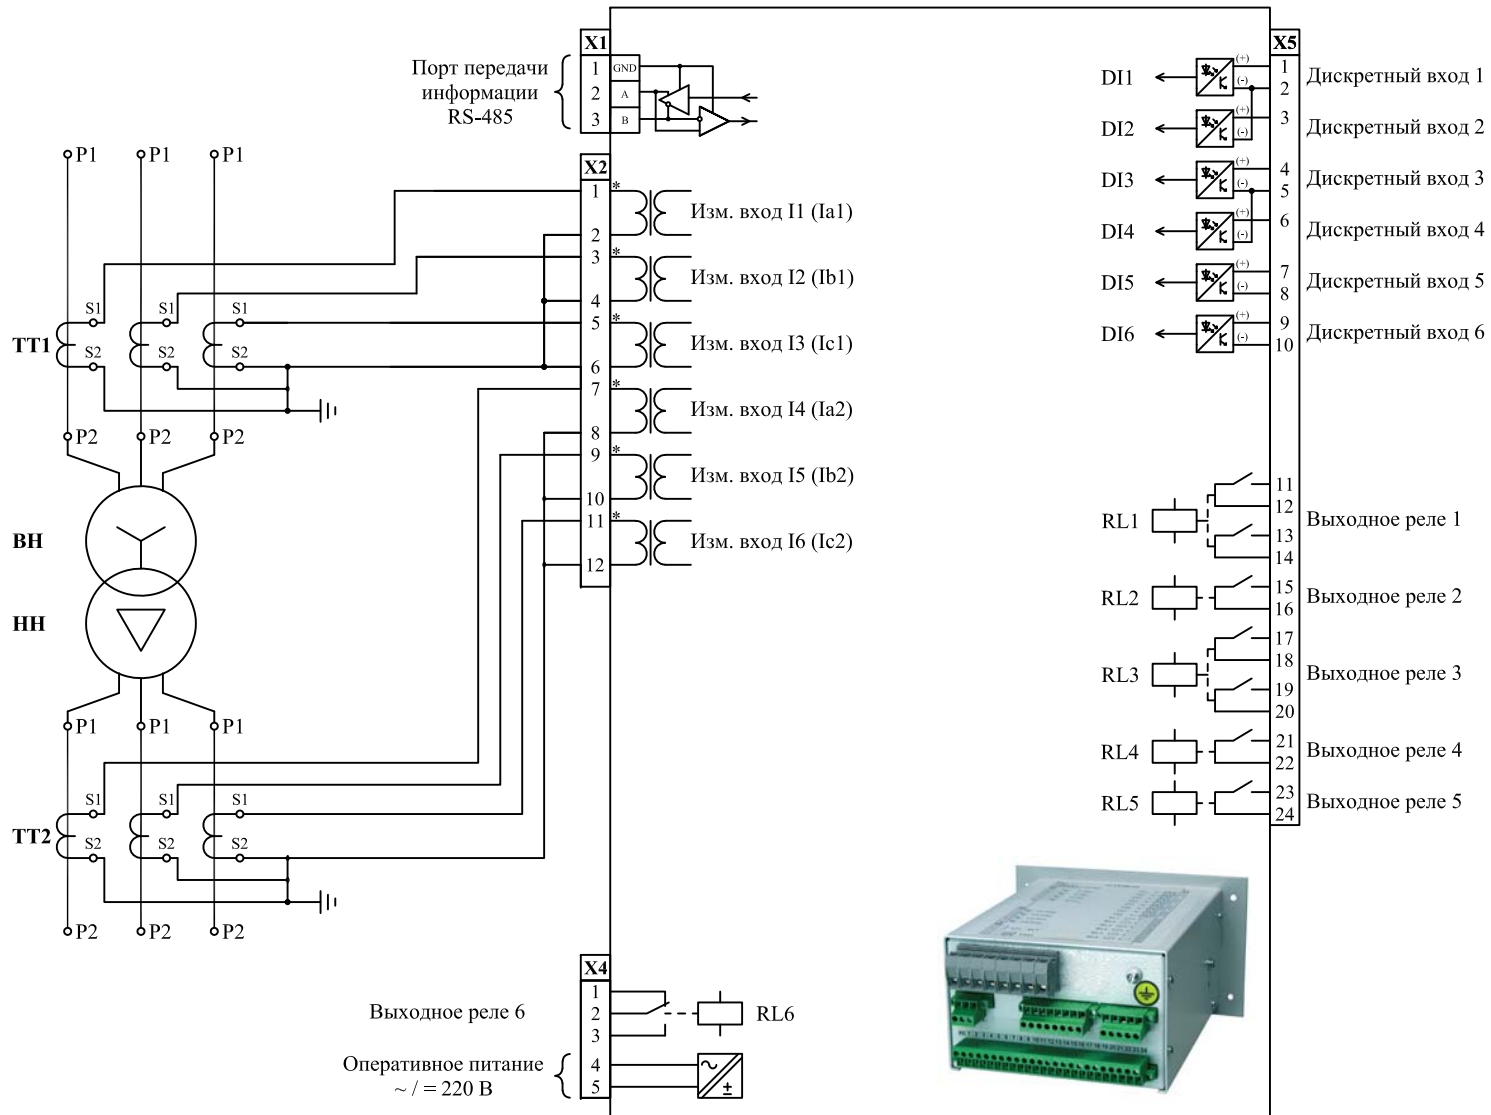 X1
1 GND
2 A
3 B
Порт передачи
информации
RS-485
X2
1 *
2
3 *
4
5 *
6
7 *
8
9 *
10
11 *
12
Изм. вход I1 (Ia1)
Изм. вход I2 (Ib1)
Изм. вход I3 (Ic1)
Изм. вход I4 (Ia2)
Изм. вход I5 (Ib2)
Изм. вход I6 (Ic2)
P1 P1 P1
S1 S1 S1
ТТ1
S2 S2 S2
P2 P2 P2
ВН
НН
P1 P1 P1
S1 S1 S1
ТТ2
S2 S2 S2
P2 P2 P2
X4
1
2
3
4
5
Выходное реле 6
RL6
Оперативное питание
~ / = 220 В
X5
DI1 (+) (-) 1 2 Дискретный вход 1
DI2 (+) (-) 3 Дискретный вход 2
DI3 (+) (-) 4 5 Дискретный вход 3
DI4 (+) (-) 6 Дискретный вход 4
DI5 (+) (-) 7 8 Дискретный вход 5
DI6 (+) (-) 9 10 Дискретный вход 6
RL1 11 12 13 14 Выходное реле 1
RL2 15 16 Выходное реле 2
RL3 17 18 19 20 Выходное реле 3
RL4 21 22 Выходное реле 4
RL5 23 24 Выходное реле 5